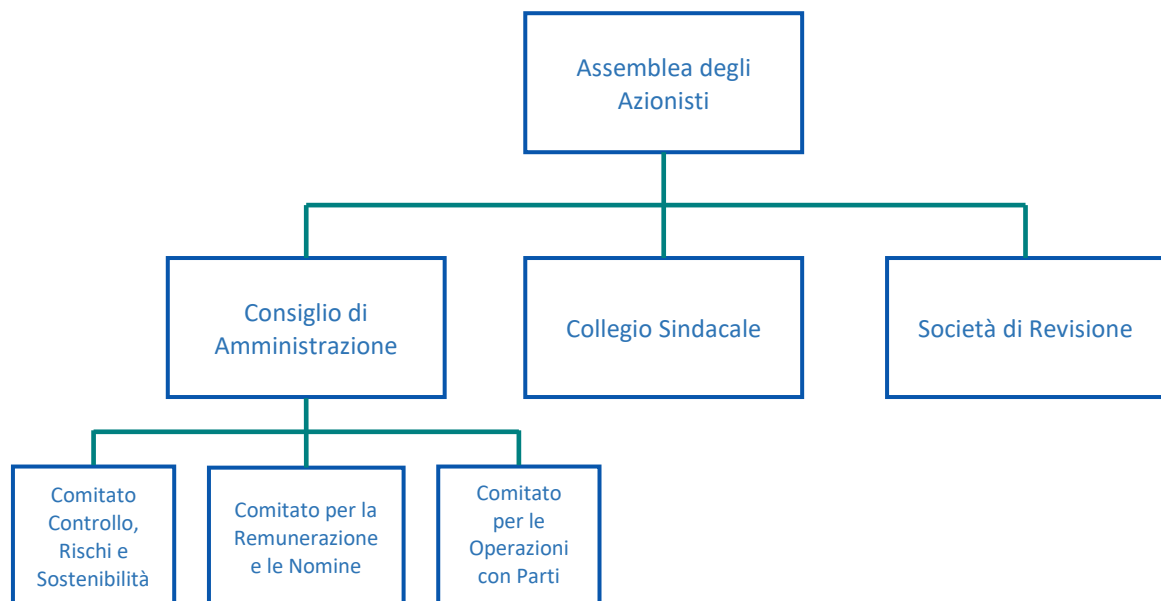 Assemblea degli
Azionisti
Consiglio di
Amministrazione
Collegio Sindacale
Società di Revisione
Comitato
Controllo,
Rischi e
Sostenibilità
Comitato per la
Remunerazione
e le Nomine
Comitato
per le
Operazioni
con Parti